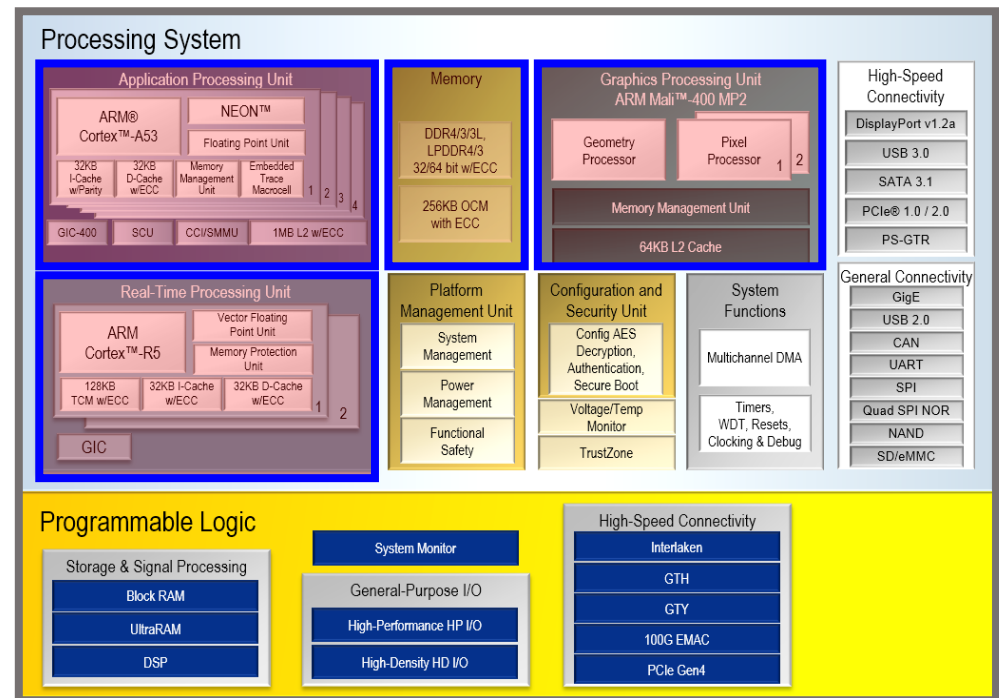 Processing System
Application Processing Unit
ARM®
Cortex™-A53
NEON™
Floating Point Unit
32KB
I-Cache
w/Parity
32KB
D-Cache
w/ECC
Memory
Management
Unit
Embedded
Trace
Macrocell
1
2
3
4
GIC-400
SCU
CCI/SMMU
1MB L2 w/ECC
Memory
DDR4/3/3L,
LPDDR4/3
32/64 bit w/ECC
256KB OCM
with ECC
Graphics Processing Unit
ARM Mali™-400 MP2
Geometry
Processor
Pixel
Processor
1
2
Memory Management Unit
64KB L2 Cache
High-Speed
Connectivity
DisplayPort v1.2a
USB 3.0
SATA 3.1
PCIe® 1.0 / 2.0
PS-GTR
Real-Time Processing Unit
ARM
Cortex™-R5
Vector Floating
Point Unit
Memory Protection
Unit
128KB
TCM w/ECC
32KB I-Cache
w/ECC
32KB D-Cache
w/ECC
1
2
GIC
Platform
Management Unit
System
Management
Power
Management
Functional
Safety
Configuration and
Security Unit
Config AES
Decryption,
Authentication,
Secure Boot
Voltage/Temp
Monitor
TrustZone
System
Functions
Multichannel DMA
Timers,
WDT, Resets,
Clocking & Debug
General Connectivity
GigE
USB 2.0
CAN
UART
SPI
Quad SPI NOR
NAND
SD/eMMC
Programmable Logic
Storage & Signal Processing
Block RAM
UltraRAM
DSP
System Monitor
General-Purpose I/O
High-Performance HP I/O
High-Density HD I/O
High-Speed Connectivity
Interlaken
GTH
GTY
100G EMAC
PCIe Gen4